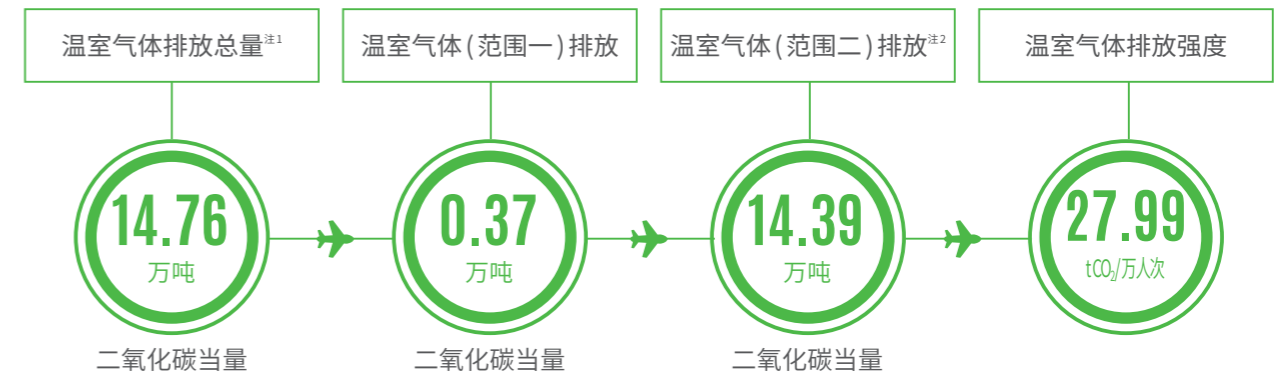 温室气体排放总量注1
温室气体(范围一)排放
温室气体(范围二)排放注2
温室气体排放强度
14.76
万吨
二氧化碳当量
0.37
万吨
二氧化碳当量
14.39
万吨
二氧化碳当量
27.99
tCO2/万人次